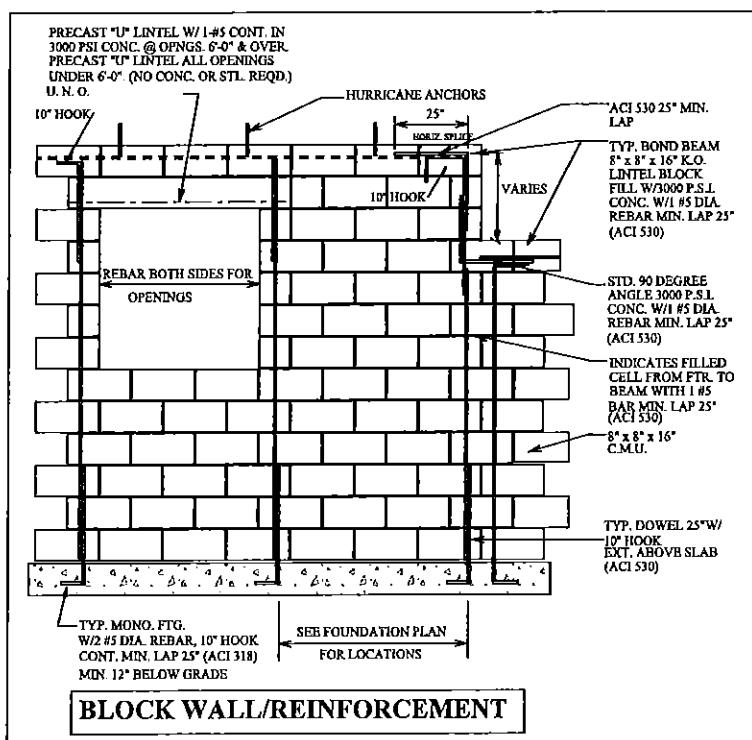 PRECAST "U" LINTEL W/ 1-#5 CONT. IN
3000 PSI CONC. @ OPNGS. 6'-0" & OVER.
PRECAST "U" LINTEL ALL OPENINGS
UNDER 6'-0". (NO CONC. OR STL. REQD.)
U. N. O.
10" HOOK
HURRICANE ANCHORS
25"
HORIZ. SPLICE
10" HOOK
ACI 530 25" MIN.
LAP
TYP. BOND BEAM
8" x 8" x 16" K.O.
LINTEL BLOCK
FILL W/3000 P.S.I.
CONC. W/1 #5 DIA.
REBAR MIN. LAP 25"
(ACI 530)
VARIES
REBAR BOTH SIDES FOR
OPENINGS
STD. 90 DEGREE
ANGLE 3000 P.S.I.
CONC. W/1 #5 DIA.
REBAR MIN. LAP 25"
(ACI 530)
INDICATES FILLED
CELL FROM FTR. TO
BEAM WITH 1 #5
BAR MIN. LAP 25"
(ACI 530)
8" x 8" x 16"
C.M.U.
TYP. DOWEL 25"W/
10" HOOK
EXT. ABOVE SLAB
(ACI 530)
TYP. MONO. FTG.
W/2 #5 DIA. REBAR, 10" HOOK
CONT. MIN. LAP 25" (ACI 318)
MIN. 12" BELOW GRADE
SEE FOUNDATION PLAN
FOR LOCATIONS
BLOCK WALL/REINFORCEMENT